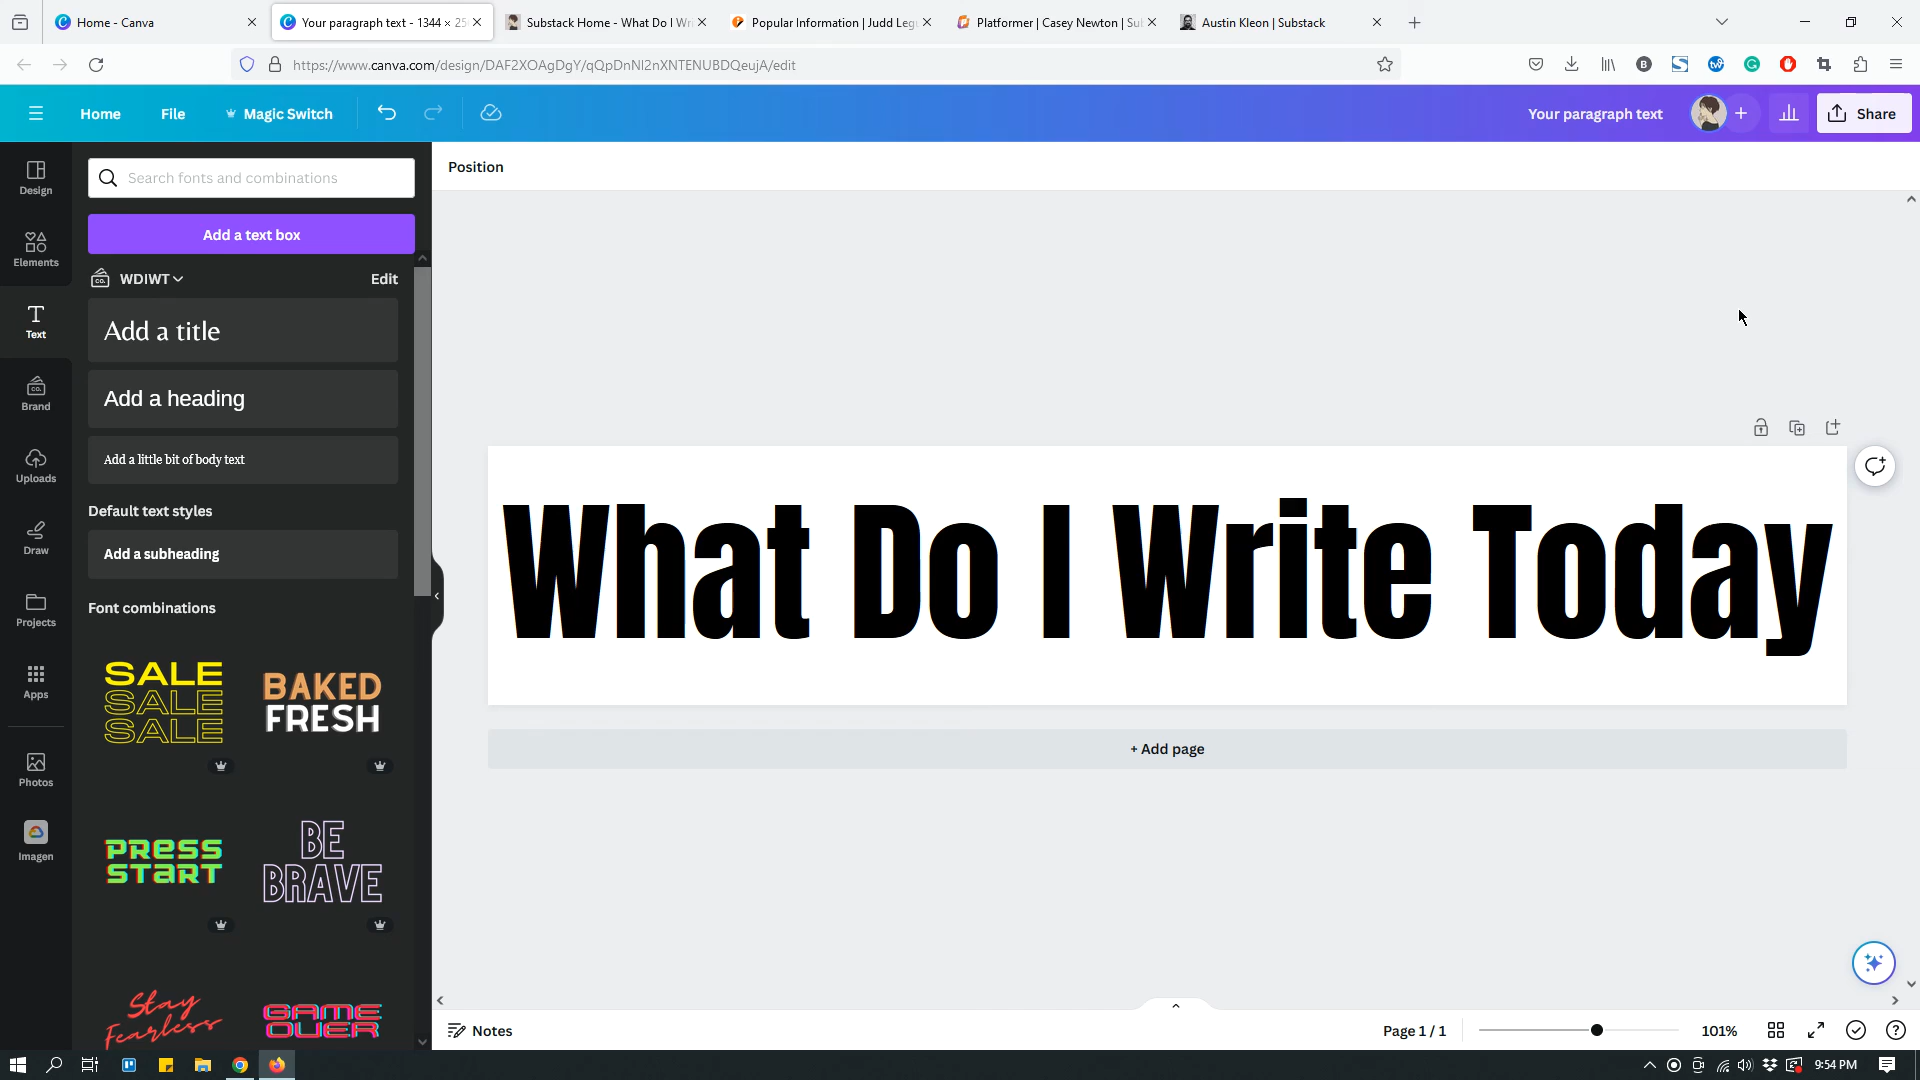 Home - Canva
Your paragraph text - 1344 × 25
Substack Home - What Do I Wri
Popular Information | Judd Leg
Platformer | Casey Newton | Su
Austin Kleon | Substack
https://www.canva.com/design/DAF2XOAgDgY/qQpDnNl2nXNTENUBDQeujA/edit
Home
File
Magic Switch
Your paragraph text
Share
Design
Elements
Text
Brand
Uploads
Draw
Projects
Apps
Photos
Imagen
Search fonts and combinations
Add a text box
WDIWT
Edit
Add a title
Add a heading
Add a little bit of body text
Default text styles
Add a subheading
Font combinations
SALE
SALE
SALE
BAKED
FRESH
PRESS
START
BE
BRAVE
Stay
Fearless
GAME
OVER
Position
What Do I Write Today
+ Add page
Notes
Page 1 / 1
101%
9:54 PM